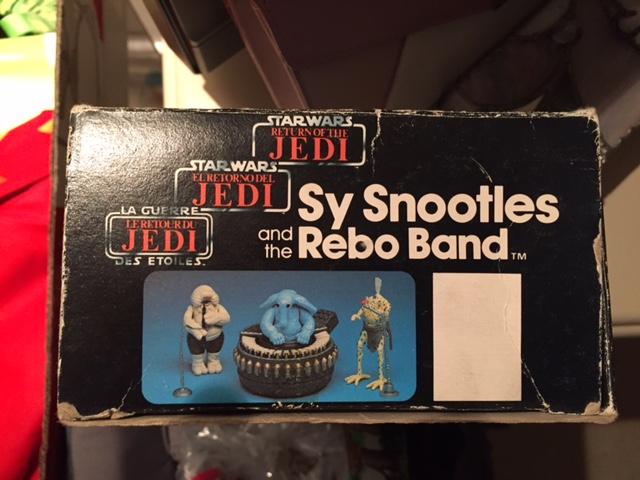 STAR WARS
RETURN OF THE
JEDI
STAR WARS
EL RETORNO DEL
JEDI
LA GUERRE
LE RETOUR DU
JEDI
DES ETOILES.
Sy Snootles
and the Rebo Band™